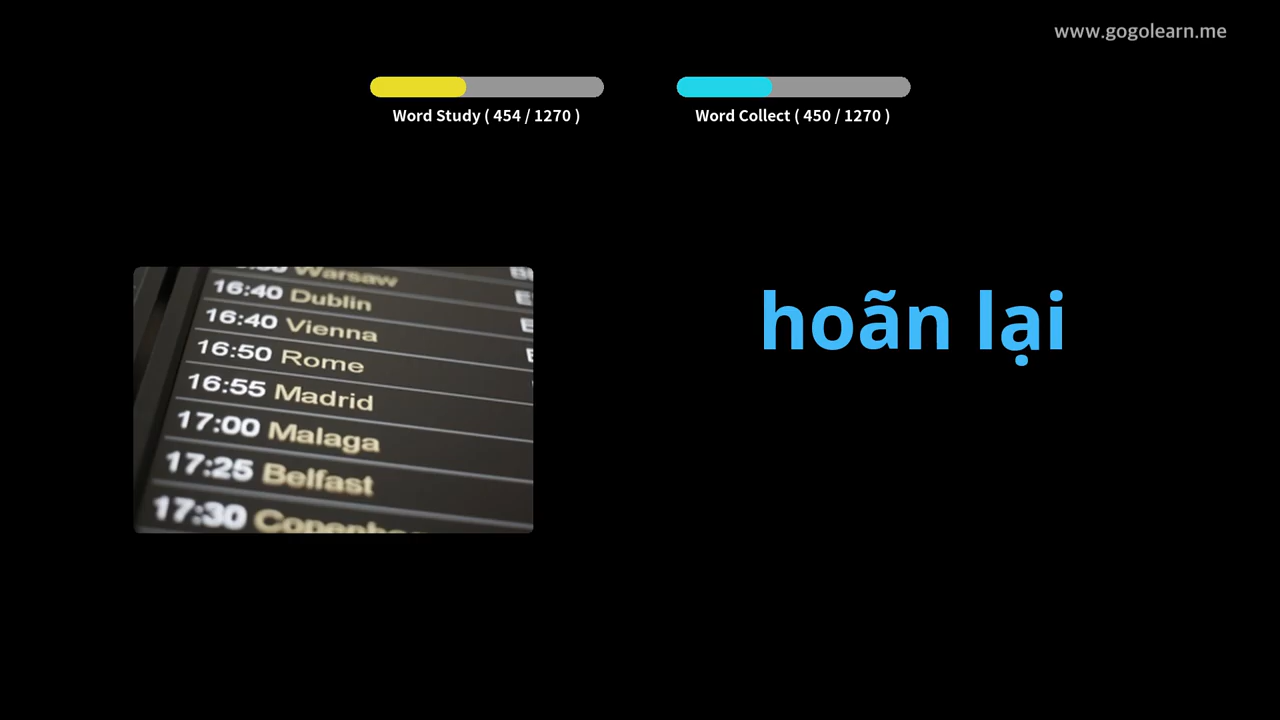 www.gogolearn.me
Word Study ( 454 / 1270 )
Word Collect ( 450 / 1270 )
Warsaw
16:40 Dublin
16:40 Vienna
16:50 Rome
16:55 Madrid
17:00 Malaga
17:25 Belfast
17:30
hoãn lại